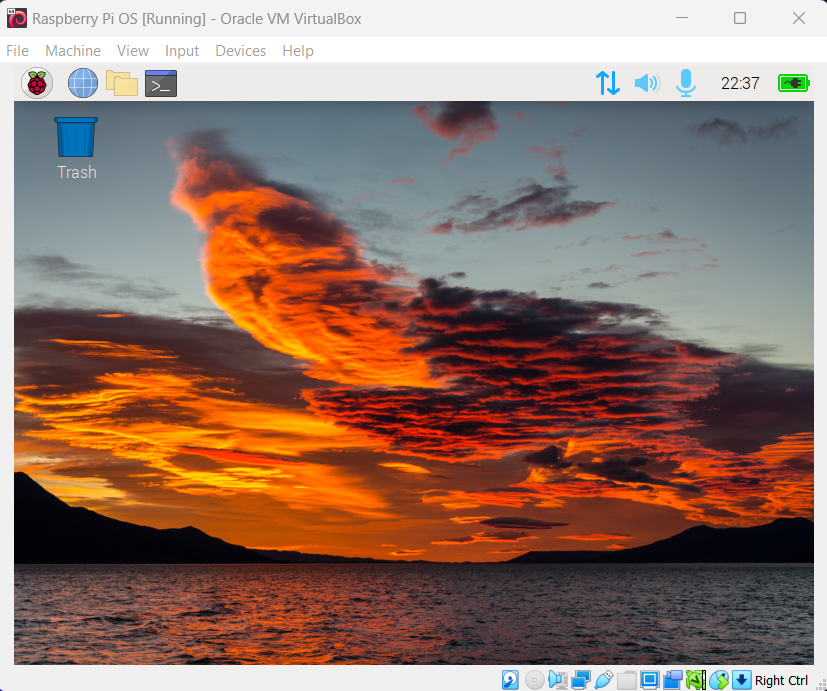 Raspberry Pi OS [Running] - Oracle VM VirtualBox
File Machine View Input Devices Help
>_ 22:37
Trash
Right Ctrl